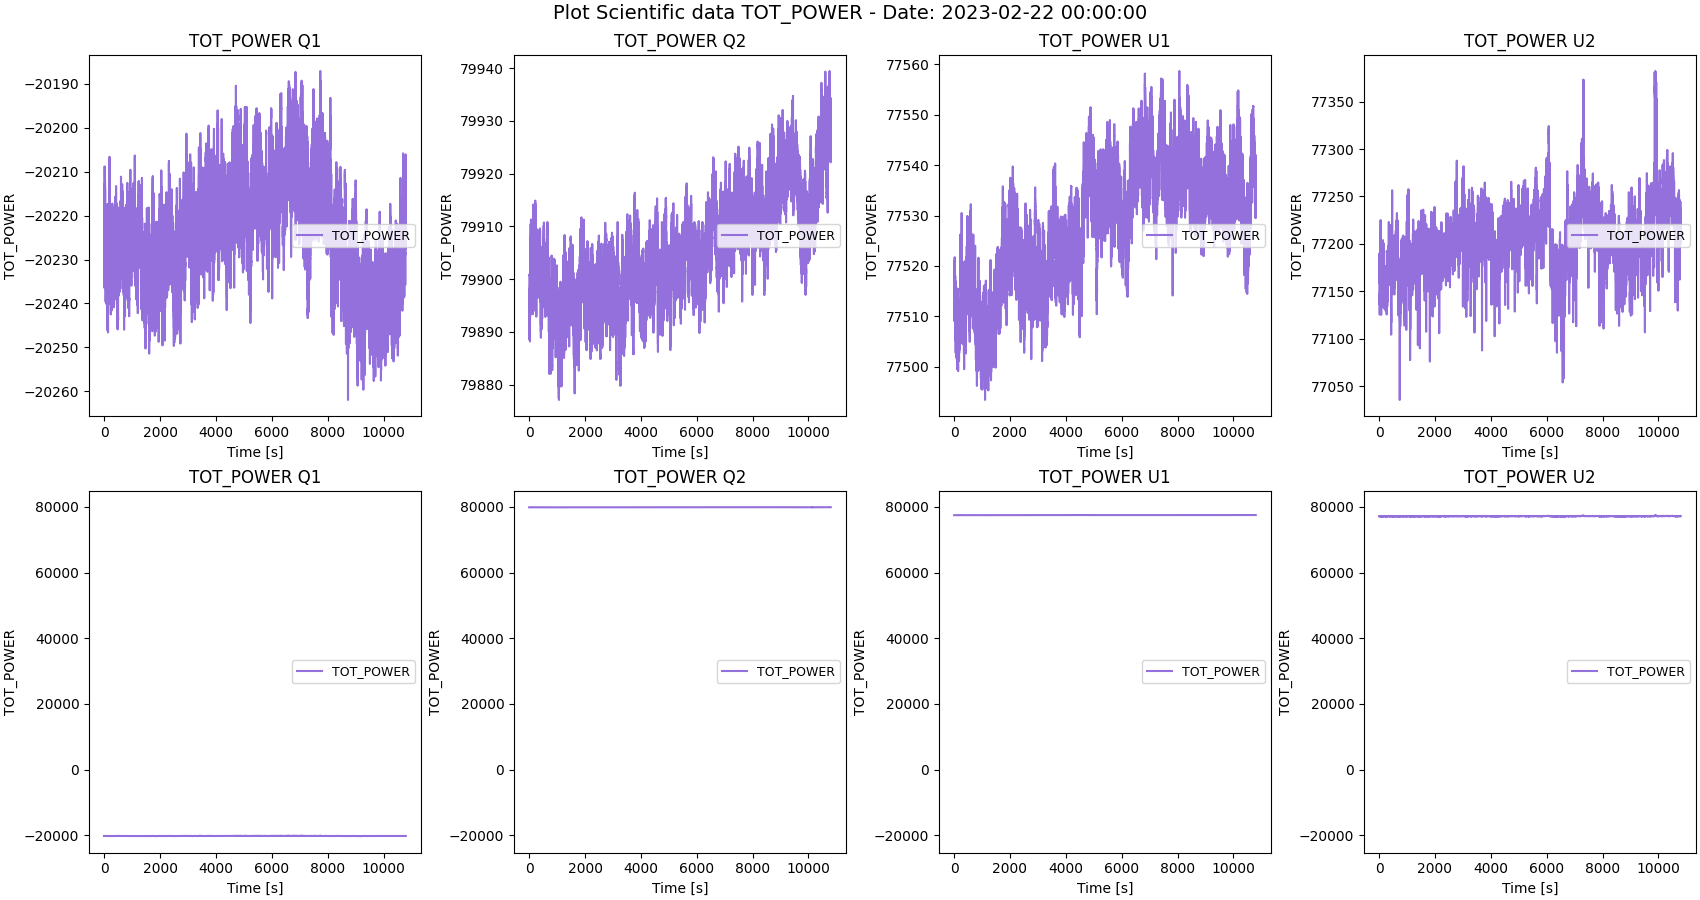 Plot Scientific data TOT_POWER - Date: 2023-02-22 00:00:00
TOT_POWER Q1
TOT_POWER
−20190
−20200
−20210
−20220
−20230
−20240
−20250
−20260
TOT_POWER
0 2000 4000 6000 8000 10000
Time [s]
TOT_POWER Q2
TOT_POWER
79940
79930
79920
79910
79900
79890
79880
TOT_POWER
0 2000 4000 6000 8000 10000
Time [s]
TOT_POWER U1
TOT_POWER
77560
77550
77540
77530
77520
77510
77500
TOT_POWER
0 2000 4000 6000 8000 10000
Time [s]
TOT_POWER U2
TOT_POWER
77350
77300
77250
77200
77150
77100
77050
TOT_POWER
0 2000 4000 6000 8000 10000
Time [s]
TOT_POWER Q1
TOT_POWER
80000
60000
40000
20000
0
−20000
TOT_POWER
0 2000 4000 6000 8000 10000
Time [s]
TOT_POWER Q2
TOT_POWER
80000
60000
40000
20000
0
−20000
TOT_POWER
0 2000 4000 6000 8000 10000
Time [s]
TOT_POWER U1
TOT_POWER
80000
60000
40000
20000
0
−20000
TOT_POWER
0 2000 4000 6000 8000 10000
Time [s]
TOT_POWER U2
TOT_POWER
80000
60000
40000
20000
0
−20000
TOT_POWER
0 2000 4000 6000 8000 10000
Time [s]